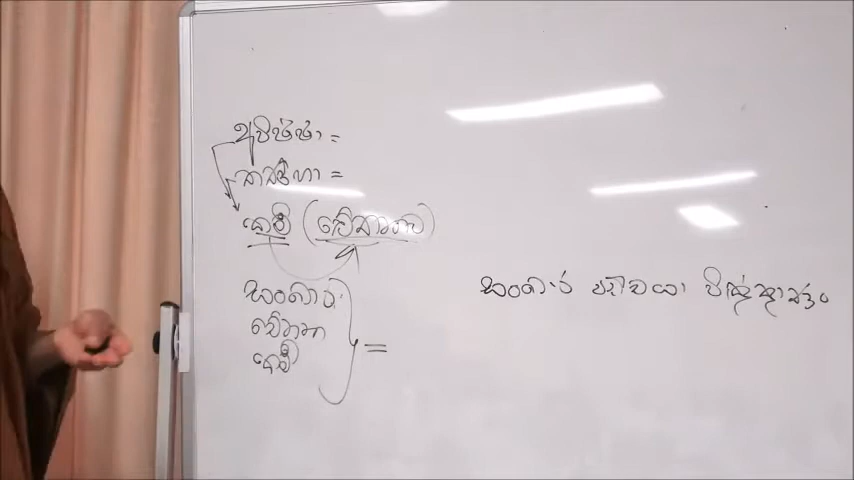 අවිජ්ජා =
තණ්හා =
කර්ම (චේතනාව)
සංඛාර
චේතනා
කර්ම =
සංඛාර පච්චයා විඤ්ඤාණං